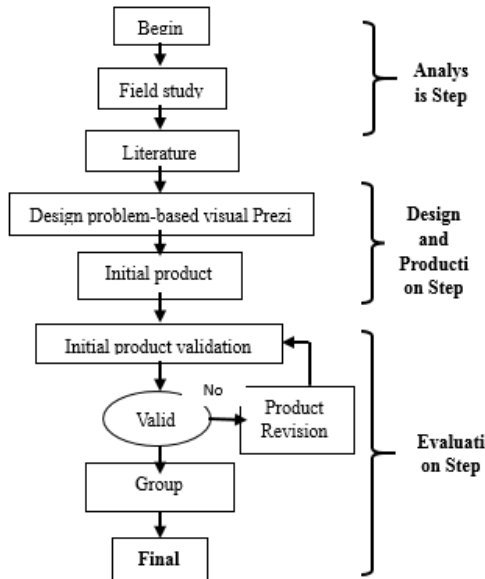 Begin
Field study
Literature
Analys
is Step
Design problem-based visual Prezi
Initial product
Design
and
Producti
on Step
Initial product validation
No
Valid
Product
Revision
Group
Final
Evaluati
on Step